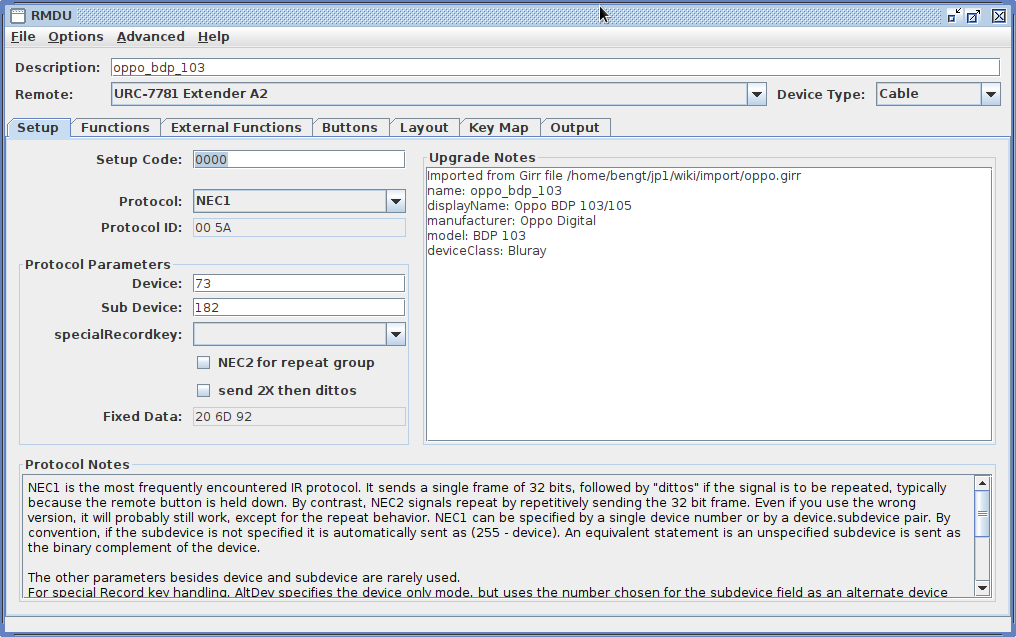 RMDU
File Options Advanced Help
Description: oppo_bdp_103
Remote: URC-7781 Extender A2 Device Type: Cable
Setup Functions External Functions Buttons Layout Key Map Output
Setup Code: 0000
Protocol: NEC1
Protocol ID: 00 5A
Protocol Parameters
Device: 73
Sub Device: 182
specialRecordkey:
NEC2 for repeat group
send 2X then dittos
Fixed Data: 20 6D 92
Upgrade Notes
Imported from Girr file /home/bengt/jp1/wiki/import/oppo.girr
name: oppo_bdp_103
displayName: Oppo BDP 103/105
manufacturer: Oppo Digital
model: BDP 103
deviceClass: Bluray
Protocol Notes
NEC1 is the most frequently encountered IR protocol. It sends a single frame of 32 bits, followed by "dittos" if the signal is to be repeated, typically
because the remote button is held down. By contrast, NEC2 signals repeat by repetitively sending the 32 bit frame. Even if you use the wrong
version, it will probably still work, except for the repeat behavior. NEC1 can be specified by a single device number or by a device.subdevice pair. By
convention, if the subdevice is not specified it is automatically sent as (255 - device). An equivalent statement is an unspecified subdevice is sent as
the binary complement of the device.
The other parameters besides device and subdevice are rarely used.
For special Record key handling, AltDev specifies the device only mode, but uses the number chosen for the subdevice field as an alternate device